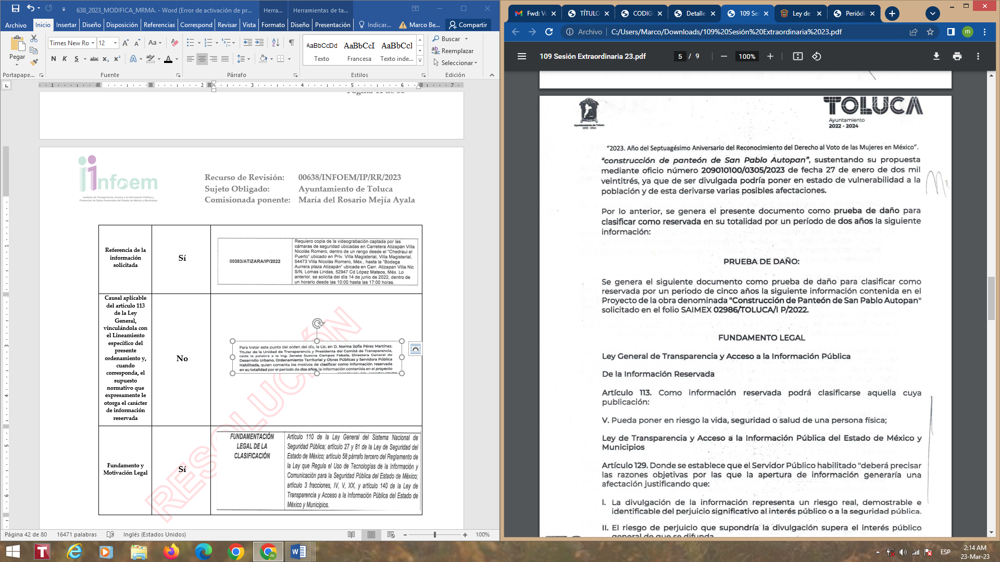 638_2023_MODIFICA_MRMA. - Word (Error de activación de pr...
Herra...
Herramientas de ta...
Archivo
Inicio
Insertar
Diseño
Disposición
Referencias
Correspond
Revisar
Vista
Formato
Diseño
Presentación
Indicar...
Marco Be...
Compartir
Pegar
Times New Ro
12
Aa
N K S abc x₂ x²
AaBbCcDd
AaBbCcI
AaBbCcI
Texto
Francesa
Texto inde...
Buscar
Reemplazar
Seleccionar
Portapape...
Fuente
Párrafo
Estilos
Edición
Infoem
Instituto de Transparencia, Acceso a la Información Pública y
Protección de Datos Personales del Estado de México y Municipios
Recurso de Revisión: 00638/INFOEM/IP/RR/2023
Sujeto Obligado: Ayuntamiento de Toluca
Comisionada ponente: María del Rosario Mejía Ayala
Referencia de la
información
solicitada
Sí
00383/ATIZARA/IP/2022
Requiero copia de la videograbación captada por las
cámaras de seguridad ubicadas en Carretera Atizapán Villa
Nicolás Romero, dentro de un rango desde el "Chedraui el
Puerto" ubicado en Priv. Villa Magisterial, Villa Magisterial,
54473 Villa Nicolás Romero, Méx., hasta la "Bodega
Aurrera plaza Atizapán" ubicada en Carr. Atizapan Villa Nic
S/N, Lomas Lindas, 52947 Cd López Mateos, Méx. Lo
anterior, se solicita del día 14 de junio de 2022, dentro de
un horario desde las 10:00 hasta las 17:00 horas.
Causal aplicable
del artículo 113
de la Ley
General,
vinculándola con
el Lineamiento
específico del
presente
ordenamiento y,
cuando
corresponda, el
supuesto
normativo que
expresamente le
otorga el carácter
de información
reservada
No
Para tratar este punto del orden del día, la Lic. en D. Norma Sofía Pérez Martínez,
Titular de la Unidad de Transparencia y Presidenta del Comité de Transparencia,
cede la palabra a la Ing. Janete Susana Campos Fabela, Directora General de
Desarrollo Urbano, Ordenamiento Territorial y Obras Públicas y Servidora Pública
Habilitada, quien comenta los motivos de clasificar como información reservada
en su totalidad por el periodo de dos años, la información contenida en el proyecto
Fundamento y
Motivación Legal
Sí
FUNDAMENTACIÓN
LEGAL DE LA
CLASIFICACIÓN
Artículo 110 de la Ley General del Sistema Nacional de
Seguridad Pública; artículo 27 y 81 de la Ley de Seguridad del
Estado de México; artículo 58 párrafo tercero del Reglamento de
la Ley que Regula el Uso de Tecnologías de la Información y
Comunicación para la Seguridad Pública del Estado de México;
artículo 3 fracciones, IV, V, XX, y artículo 140 de la Ley de
Transparencia y Acceso a la Información Pública del Estado de
México y Municipios.
RESOLUCIÓN
Página 42 de 80
16471 palabras
Inglés (Estados Unidos)
100%
Fwd: Vo
TÍTULO
CODIG
Detalle
109 Ses
Ley de
Periódi
Archivo
C:/Users/Marco/Downloads/109%20Sesión%20Extraordinaria%2023.pdf
m
109 Sesión Extraordinaria 23.pdf
5 / 9
100%
Ayuntamiento de Toluca
2022 - 2024
TOLUCA
Ayuntamiento
2022 - 2024
"2023. Año del Septuagésimo Aniversario del Reconocimiento del Derecho al Voto de las Mujeres en México".
"construcción de panteón de San Pablo Autopan", sustentando su propuesta
mediante oficio número 209010100/0305/2023 de fecha 27 de enero de dos mil
veintitrés, ya que de ser divulgada podría poner en estado de vulnerabilidad a la
población y de esta derivarse varias posibles afectaciones.
Por lo anterior, se genera el presente documento como prueba de daño para
clasificar como reservada en su totalidad por un período de dos años la siguiente
información:
PRUEBA DE DAÑO:
Se genera el siguiente documento como prueba de daño para clasificar como
reservada por un periodo de cinco años la siguiente información contenida en el
Proyecto de la obra denominada "Construcción de Panteón de San Pablo Autopan"
solicitado en el folio SAIMEX 02986/TOLUCA/I P/2022.
FUNDAMENTO LEGAL
Ley General de Transparencia y Acceso a la Información Pública
De la Información Reservada
Artículo 113. Como información reservada podrá clasificarse aquella cuya
publicación:
V. Pueda poner en riesgo la vida, seguridad o salud de una persona física;
Ley de Transparencia y Acceso a la Información Pública del Estado de México y
Municipios
Artículo 129. Donde se establece que el Servidor Público habilitado "deberá precisar
las razones objetivas por las que la apertura de información generaría una
afectación justificando que:
I. La divulgación de la información representa un riesgo real, demostrable e
identificable del perjuicio significativo al interés público o a la seguridad pública.
II. El riesgo de perjuicio que supondría la divulgación supera el interés público
general de que se difunda
ESP
2:14 AM
23-Mar-23